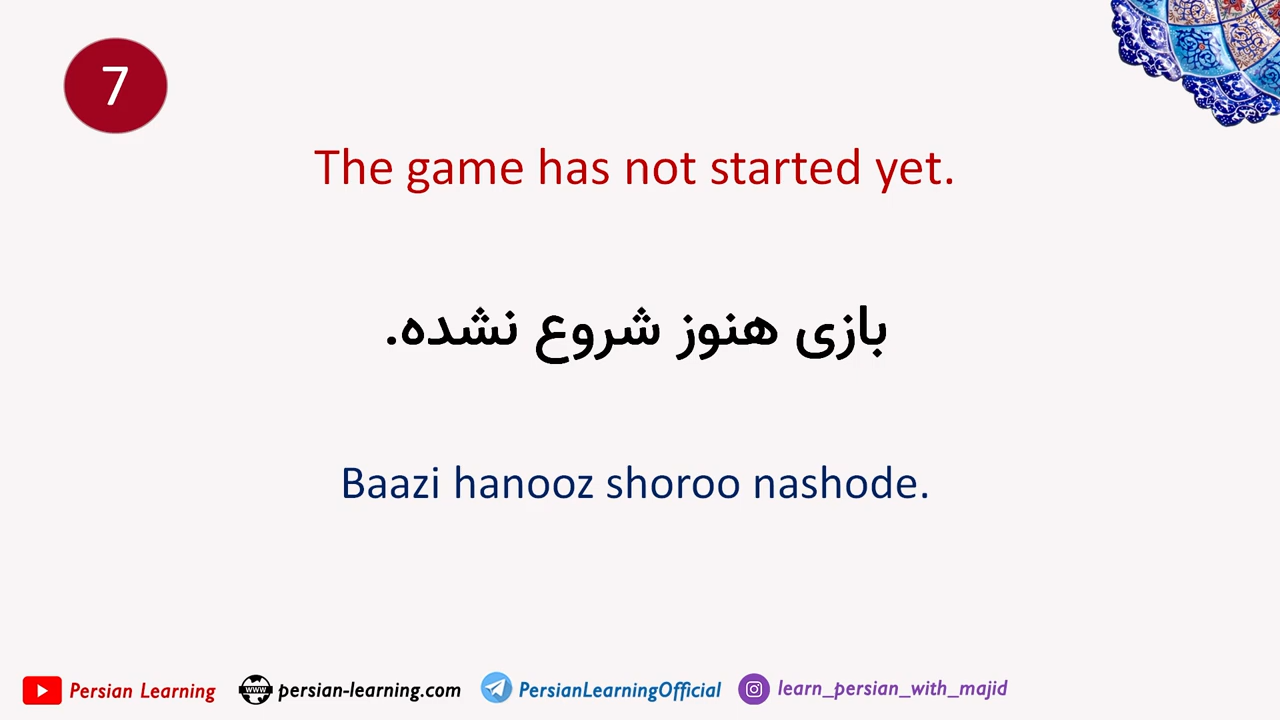 7
The game has not started yet.
بازی هنوز شروع نشده.
Baazi hanooz shoroo nashode.
Persian Learning www persian-learning.com PersianLearningOfficial learn_persian_with_majid